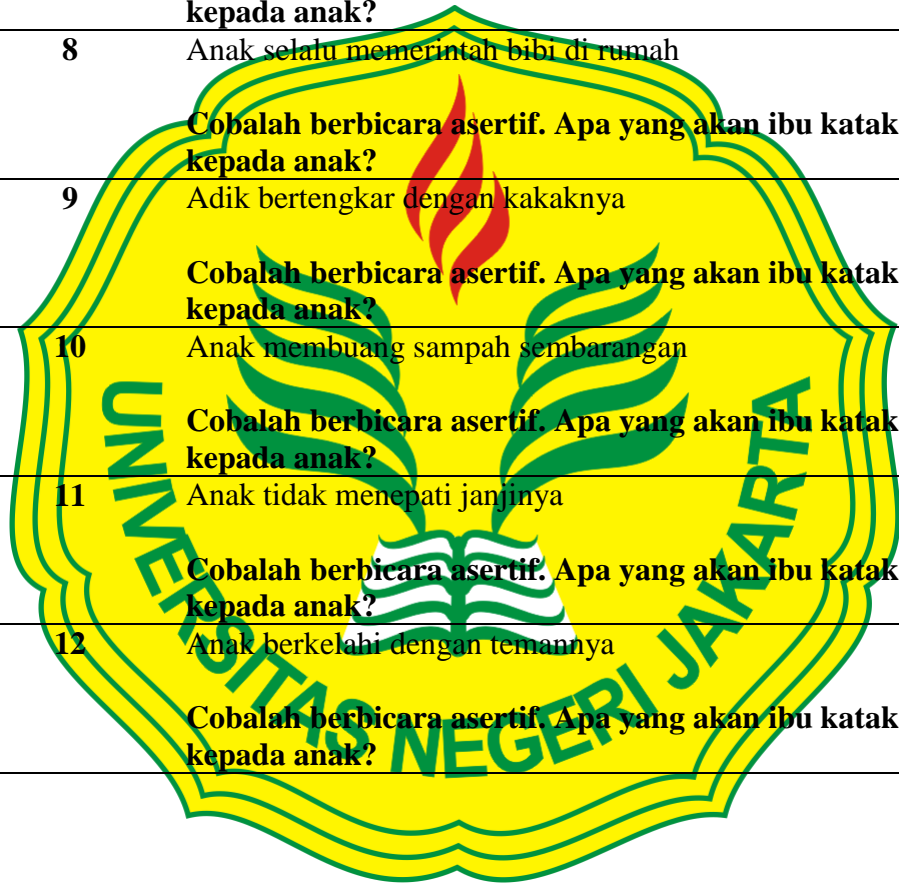 kepada anak?
8 Anak selalu memerintah bibi di rumah
Cobalah berbicara asertif. Apa yang akan ibu katak
kepada anak?
9 Adik bertengkar dengan kakaknya
Cobalah berbicara asertif. Apa yang akan ibu katak
kepada anak?
10 Anak membuang sampah sembarangan
Cobalah berbicara asertif. Apa yang akan ibu katak
kepada anak?
11 Anak tidak menepati janjinya
Cobalah berbicara asertif. Apa yang akan ibu katak
kepada anak?
12 Anak berkelahi dengan temannya
Cobalah berbicara asertif. Apa yang akan ibu katak
kepada anak?
UNIVERSITAS NEGERI JAKARTA